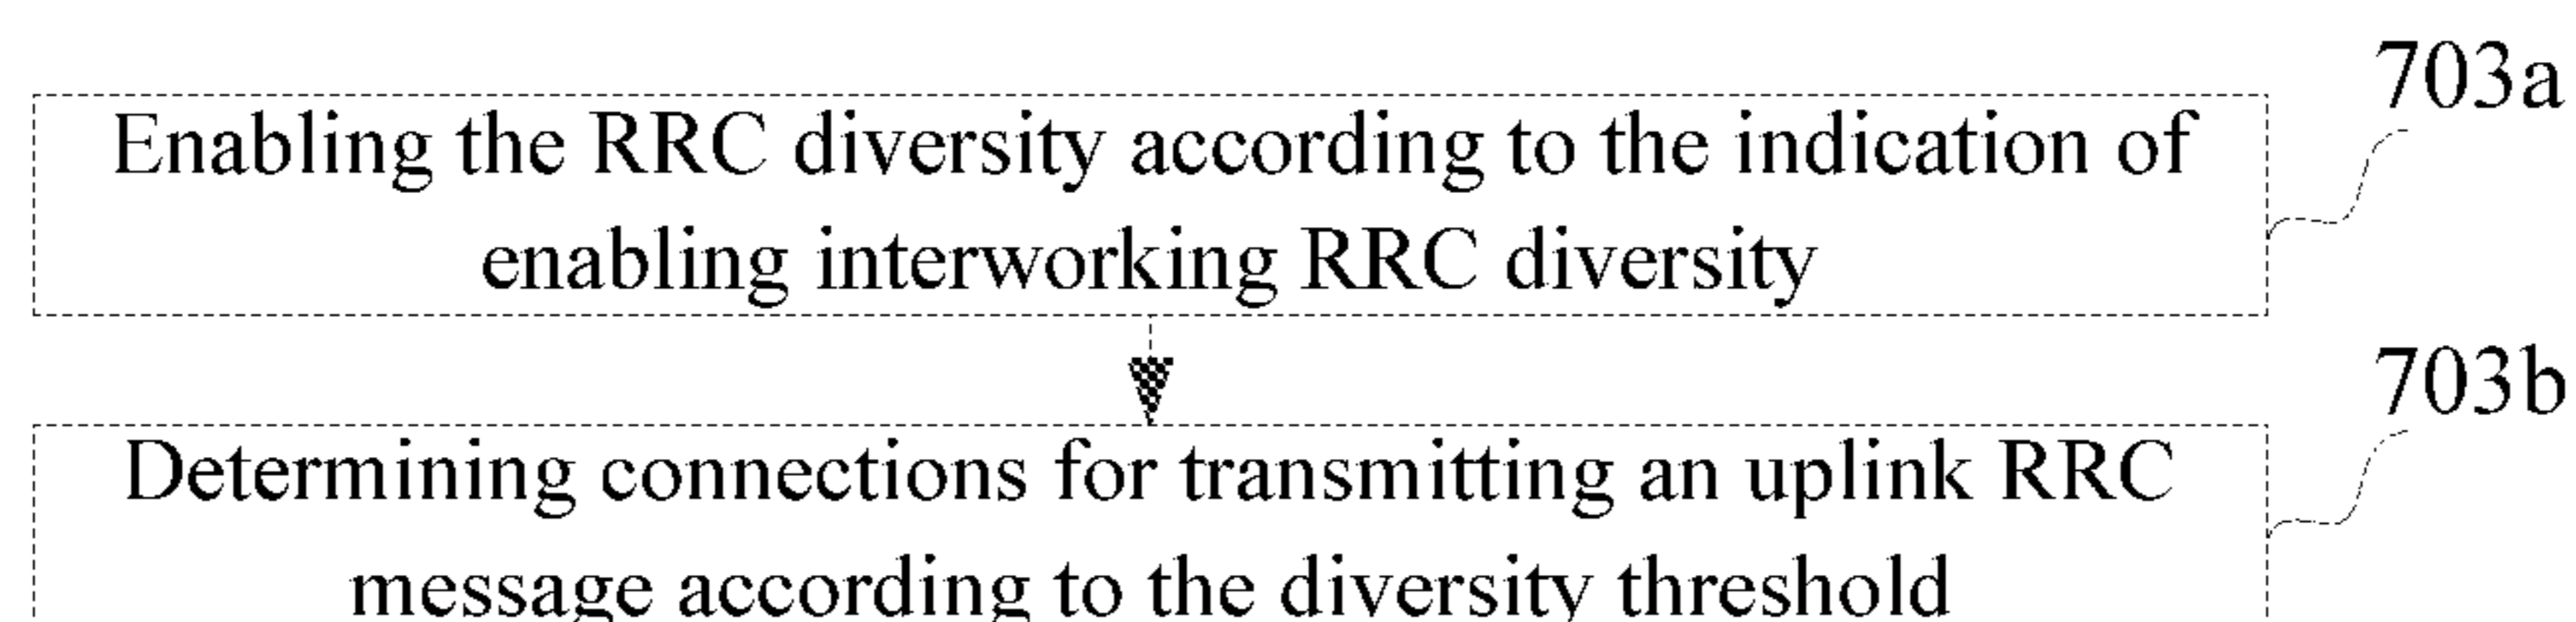 703a
Enabling the RRC diversity according to the indication of
enabling interworking RRC diversity
703b
Determining connections for transmitting an uplink RRC
message according to the diversity threshold